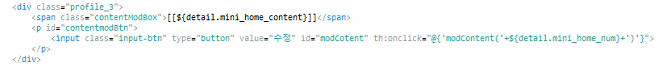 <div class="profile_3">
<span class="contentModBox">[[${detail.mini_home_content}]]</span>
<p id="contentmodBtn">
<input class="input-btn" type="button" value="수정" id="modCotent" th:onclick="@{'modContent('+${detail.mini_home_num}+')'}">
</p>
</div>